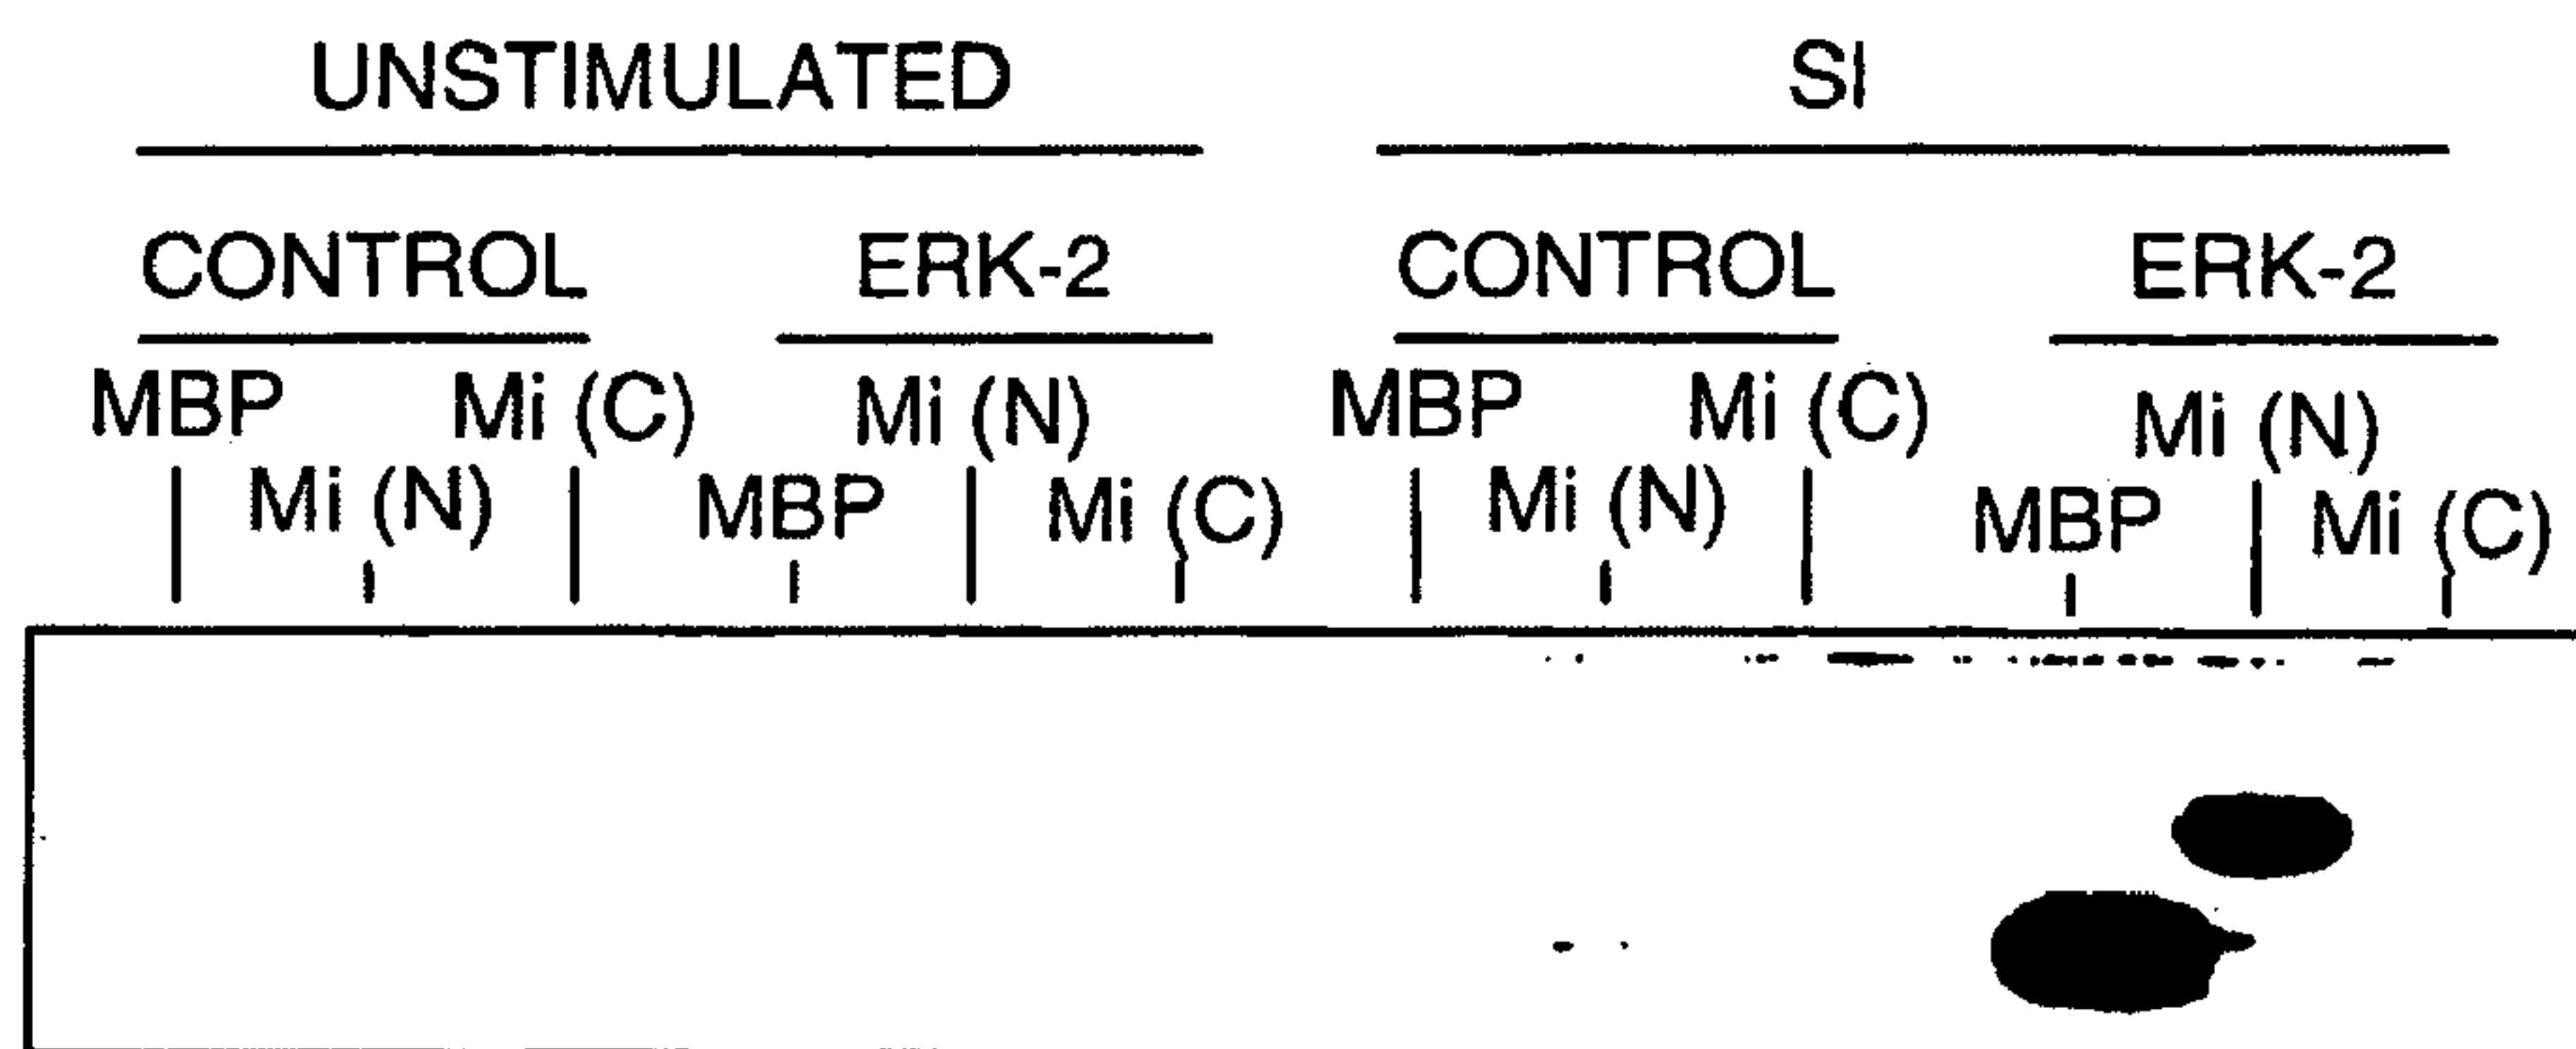 UNSTIMULATED SI
CONTROL ERK-2 CONTROL ERK-2
MBP Mi (C) Mi (N) MBP Mi (C) Mi (N)
Mi (N) MBP Mi (C) Mi (N) MBP Mi (C)